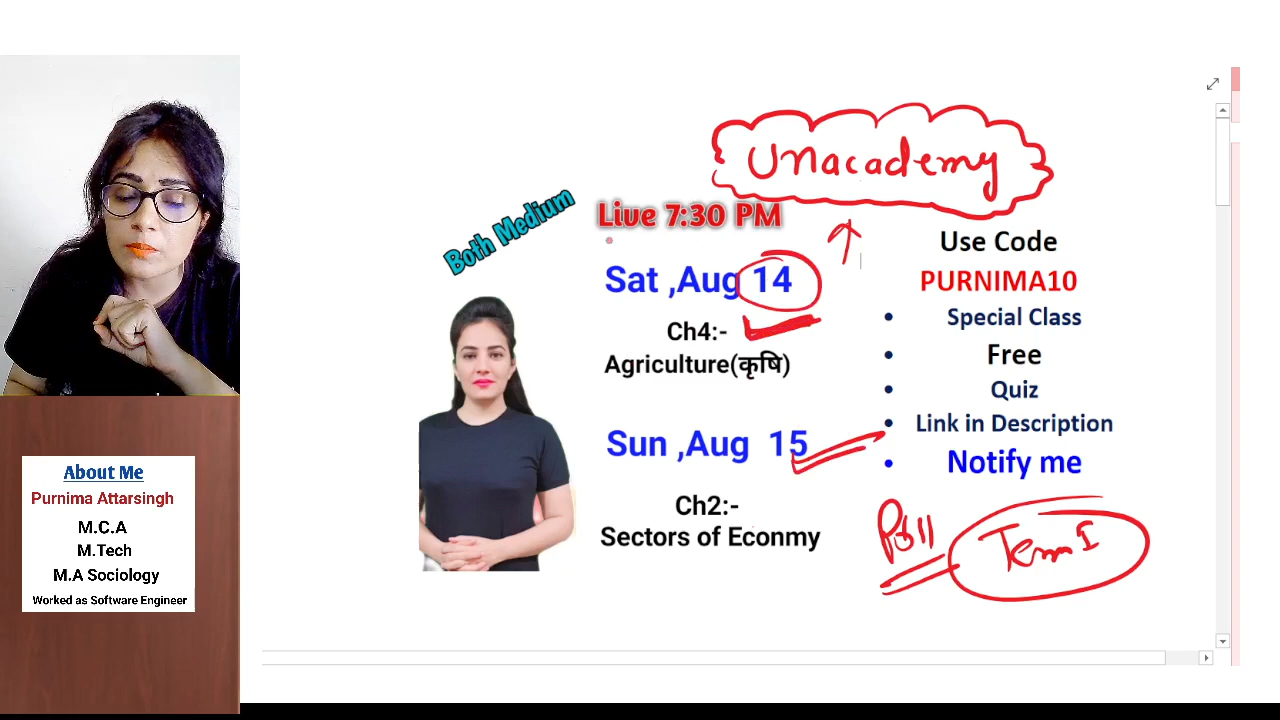 Unacademy
Both Medium
Live 7:30 PM
Sat ,Aug 14
Ch4:-
Agriculture(कृषि)
Sun ,Aug 15
Ch2:-
Sectors of Econmy
Use Code
PURNIMA10
Special Class
Free
Quiz
Link in Description
Notify me
Term I
About Me
Purnima Attarsingh
M.C.A
M.Tech
M.A Sociology
Worked as Software Engineer